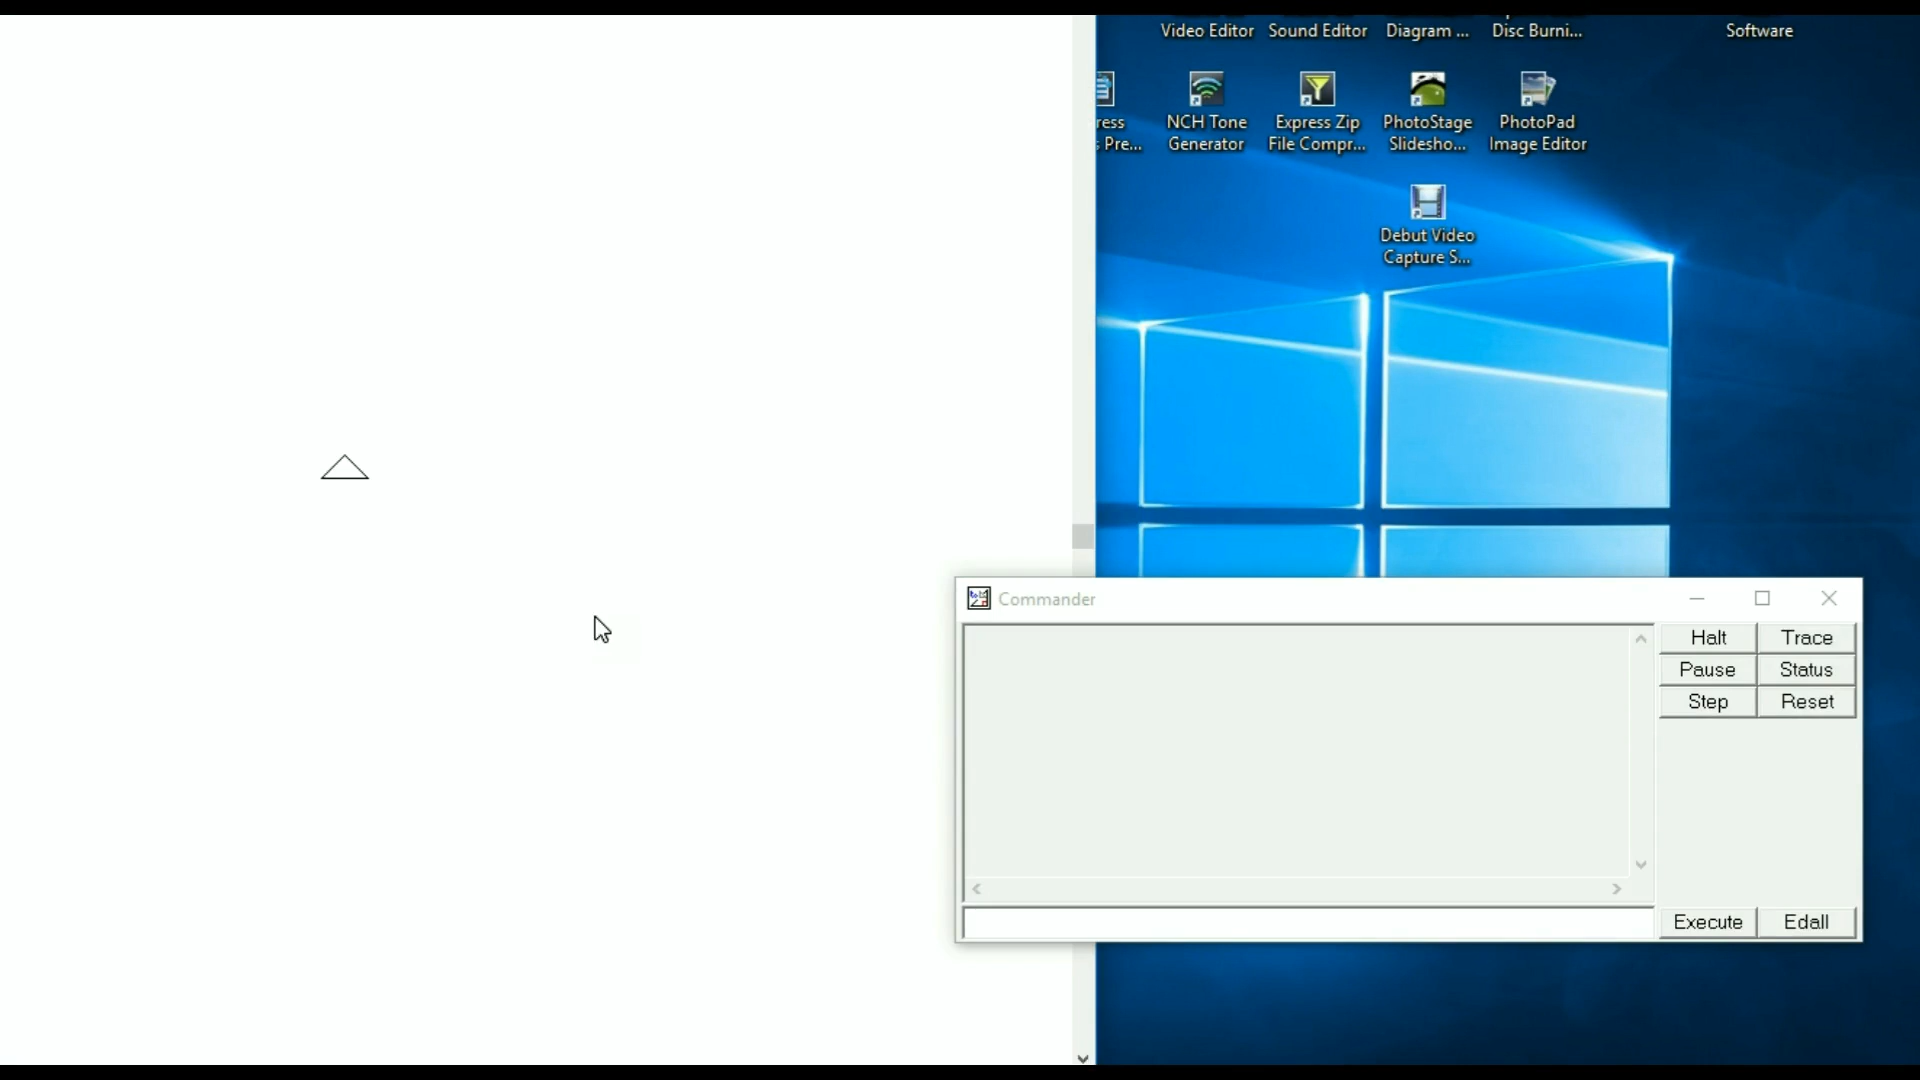 Video Editor
Sound Editor
Diagram ...
Disc Burni...
Software
ress
s Pre...
NCH Tone
Generator
Express Zip
File Compr...
PhotoStage
Slidesho...
PhotoPad
Image Editor
Debut Video
Capture S...
Commander
Halt
Trace
Pause
Status
Step
Reset
Execute
Edall